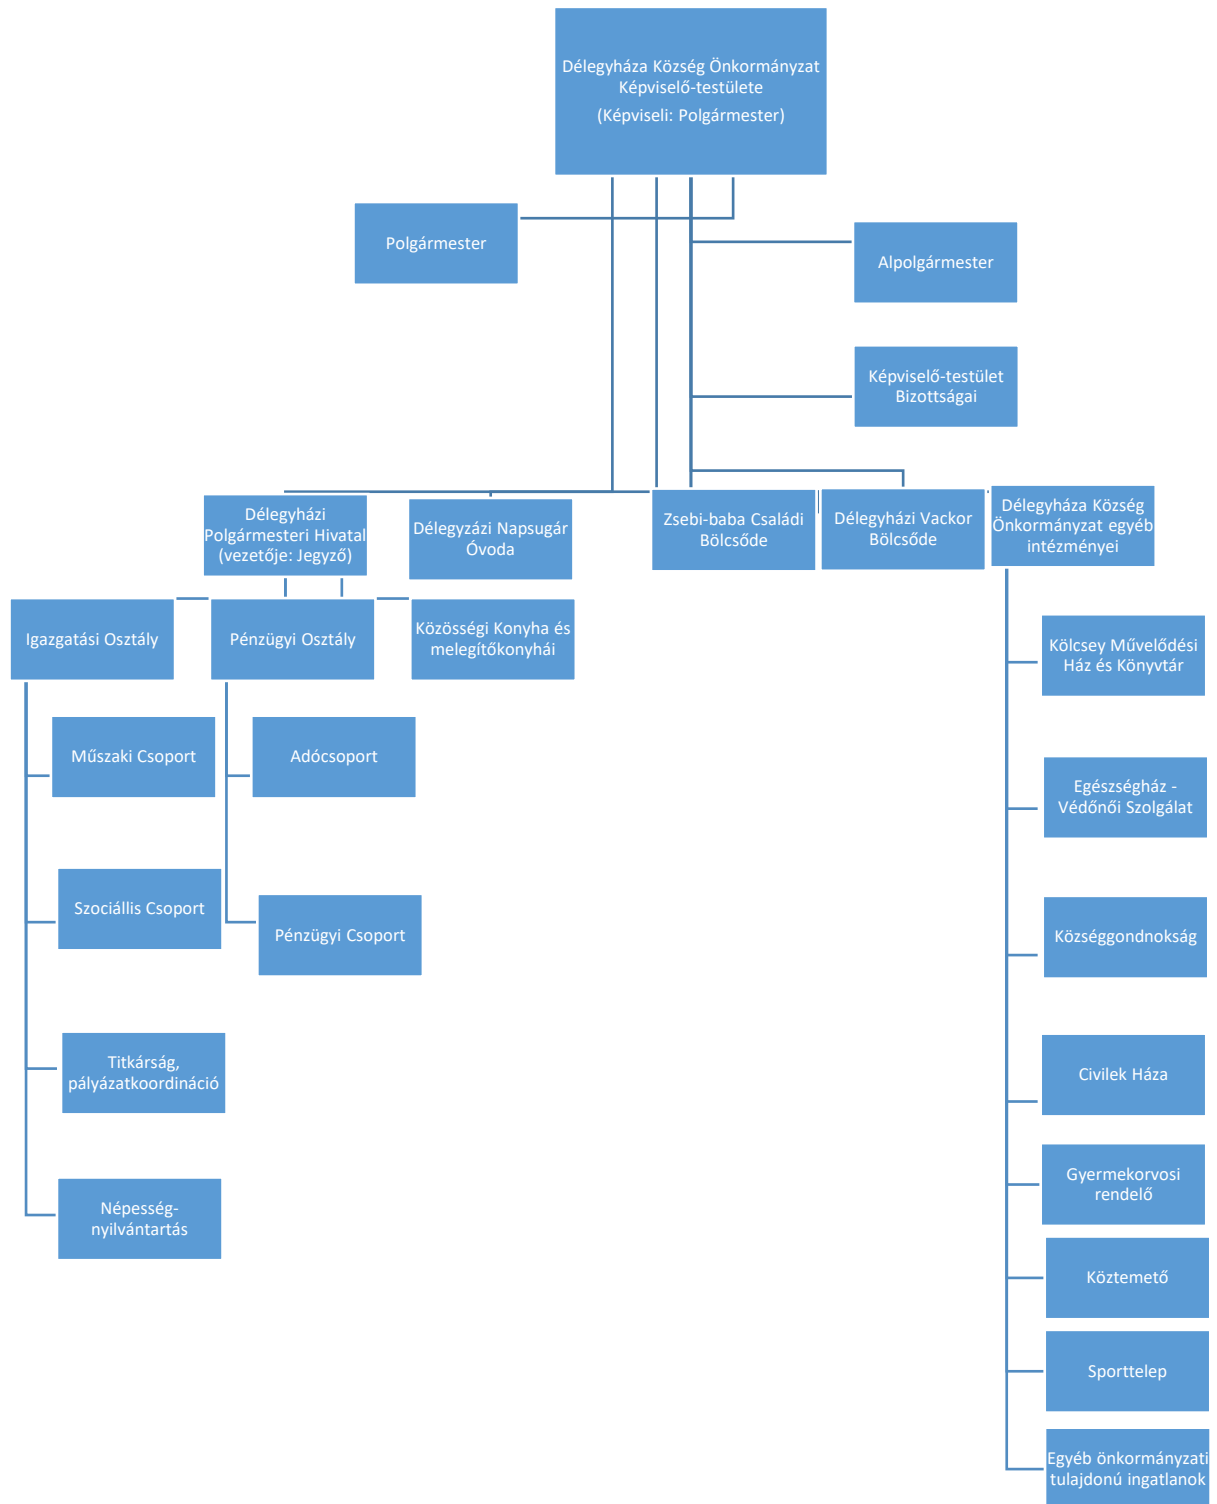 Délegyháza Község Önkormányzat
Képviselő-testülete
(Képviseli: Polgármester)
Polgármester
Alpolgármester
Képviselő-testület
Bizottságai
Délegyházi
Polgármesteri Hivatal
(vezetője: Jegyző)
Délegyzázi Napsugár
Óvoda
Zsebi-baba Családi
Bölcsőde
Délegyházi Vackor
Bölcsőde
Délegyháza Község
Önkormányzat egyéb
intézményei
Igazgatási Osztály
Pénzügyi Osztály
Közösségi Konyha és
melegítőkonyhái
Műszaki Csoport
Szociállis Csoport
Titkárság,
pályázatkoordináció
Népesség-
nyilvántartás
Adócsoport
Pénzügyi Csoport
Kölcsey Művelődési
Ház és Könyvtár
Egészségház -
Védőnői Szolgálat
Községgondnokság
Civilek Háza
Gyermekorvosi
rendelő
Köztemető
Sporttelep
Egyéb önkormányzati
tulajdonú ingatlanok